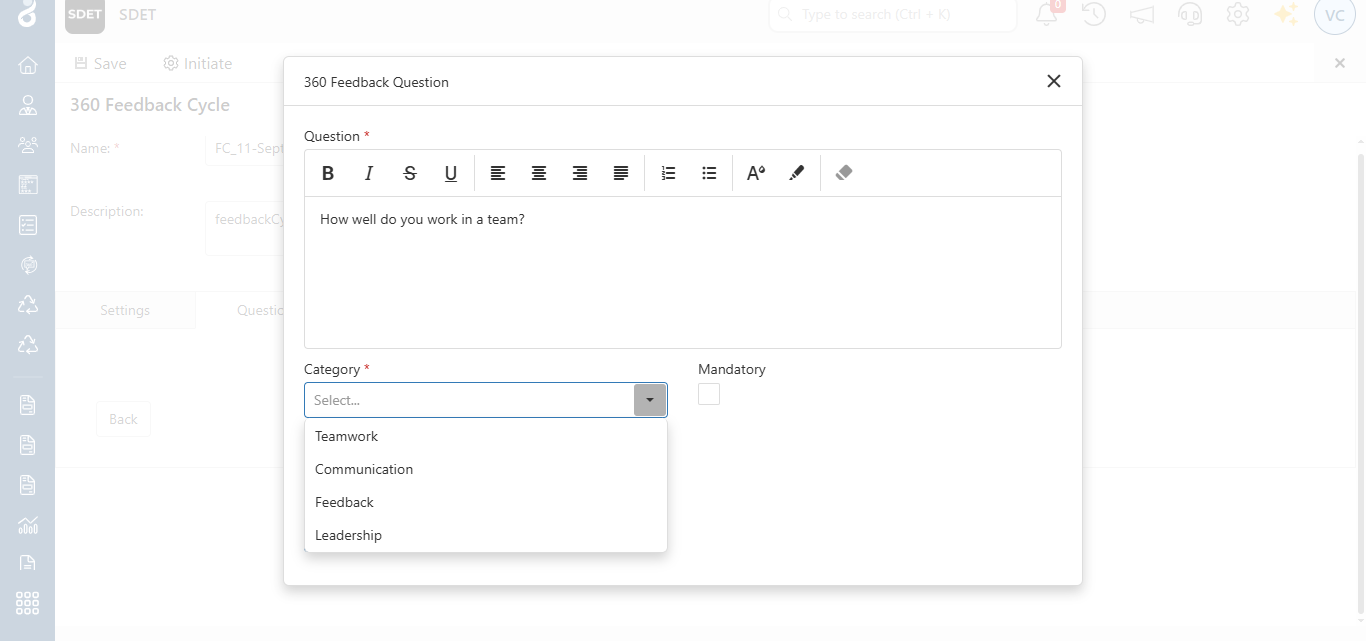 SDET SDET Type to search (Ctrl + K) 0 VC
Save Initiate
360 Feedback Question
360 Feedback Cycle
Question *
Name: * FC_11-Sept
B I S U A
Description: feedbackCy
How well do you work in a team?
Settings Questio
Category * Mandatory
Select...
Back
Teamwork
Communication
Feedback
Leadership